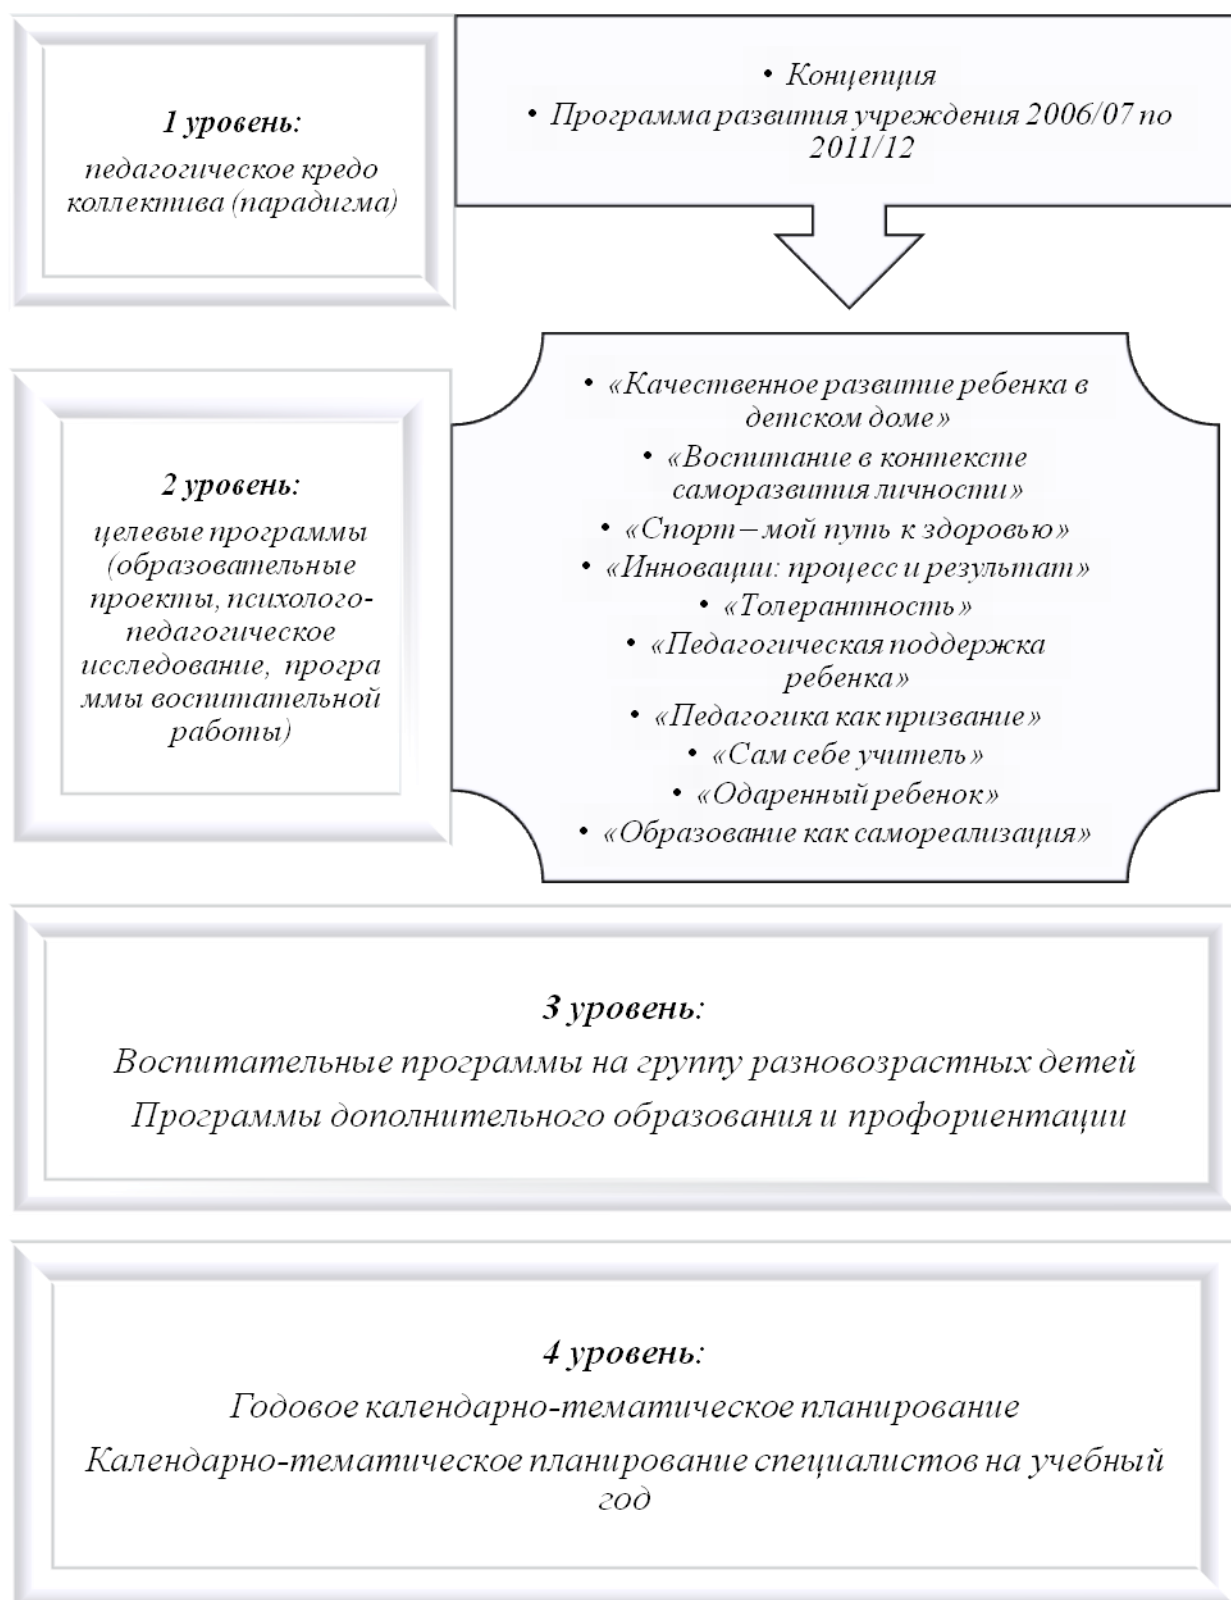 1 уровень:
педагогическое кредо
коллектива (парадигма)
• Концепция
• Программа развития учреждения 2006/07 по
2011/12
2 уровень:
целевые программы
(образовательные
проекты, психолого-
педагогическое
исследование, програ
ммы воспитательной
работы)
• «Качественное развитие ребенка в
детском доме»
• «Воспитание в контексте
саморазвития личности»
• «Спорт – мой путь к здоровью»
• «Инновации: процесс и результат»
• «Толерантность»
• «Педагогическая поддержка
ребенка»
• «Педагогика как призвание»
• «Сам себе учитель»
• «Одаренный ребенок»
• «Образование как самореализация»
3 уровень:
Воспитательные программы на группу разновозрастных детей
Программы дополнительного образования и профориентации
4 уровень:
Годовое календарно-тематическое планирование
Календарно-тематическое планирование специалистов на учебный
год